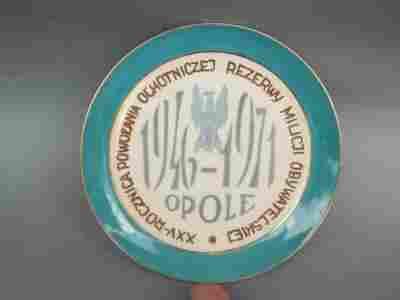 XXV-ROCZNICA POWOŁANIA OCHOTNICZEJ REZERWY MILICJI OBYWATELSKIEJ *
1946-1971
OPOLE